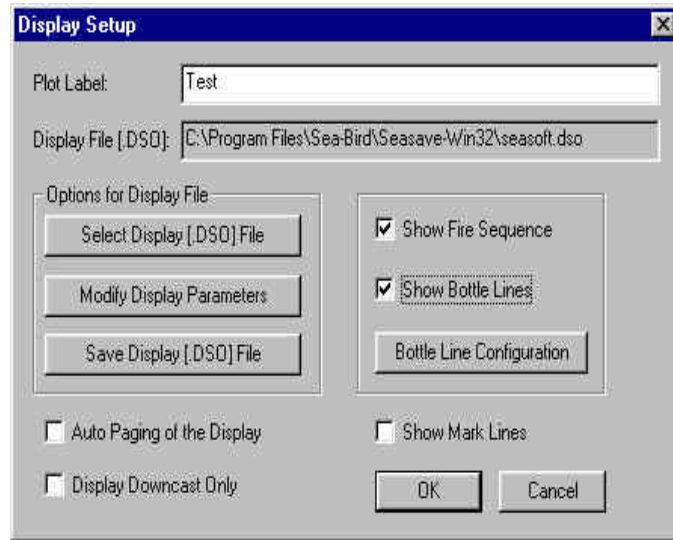 Display Setup
Plot Label: Test
Display File [.DSO]: C:\Program Files\Sea-Bird\Seasave-Win32\seasoft.dso
Options for Display File
Select Display [.DSO] File
Modify Display Parameters
Save Display [.DSO] File
Show Fire Sequence
Show Bottle Lines
Bottle Line Configuration
Auto Paging of the Display
Show Mark Lines
Display Downcast Only
OK
Cancel